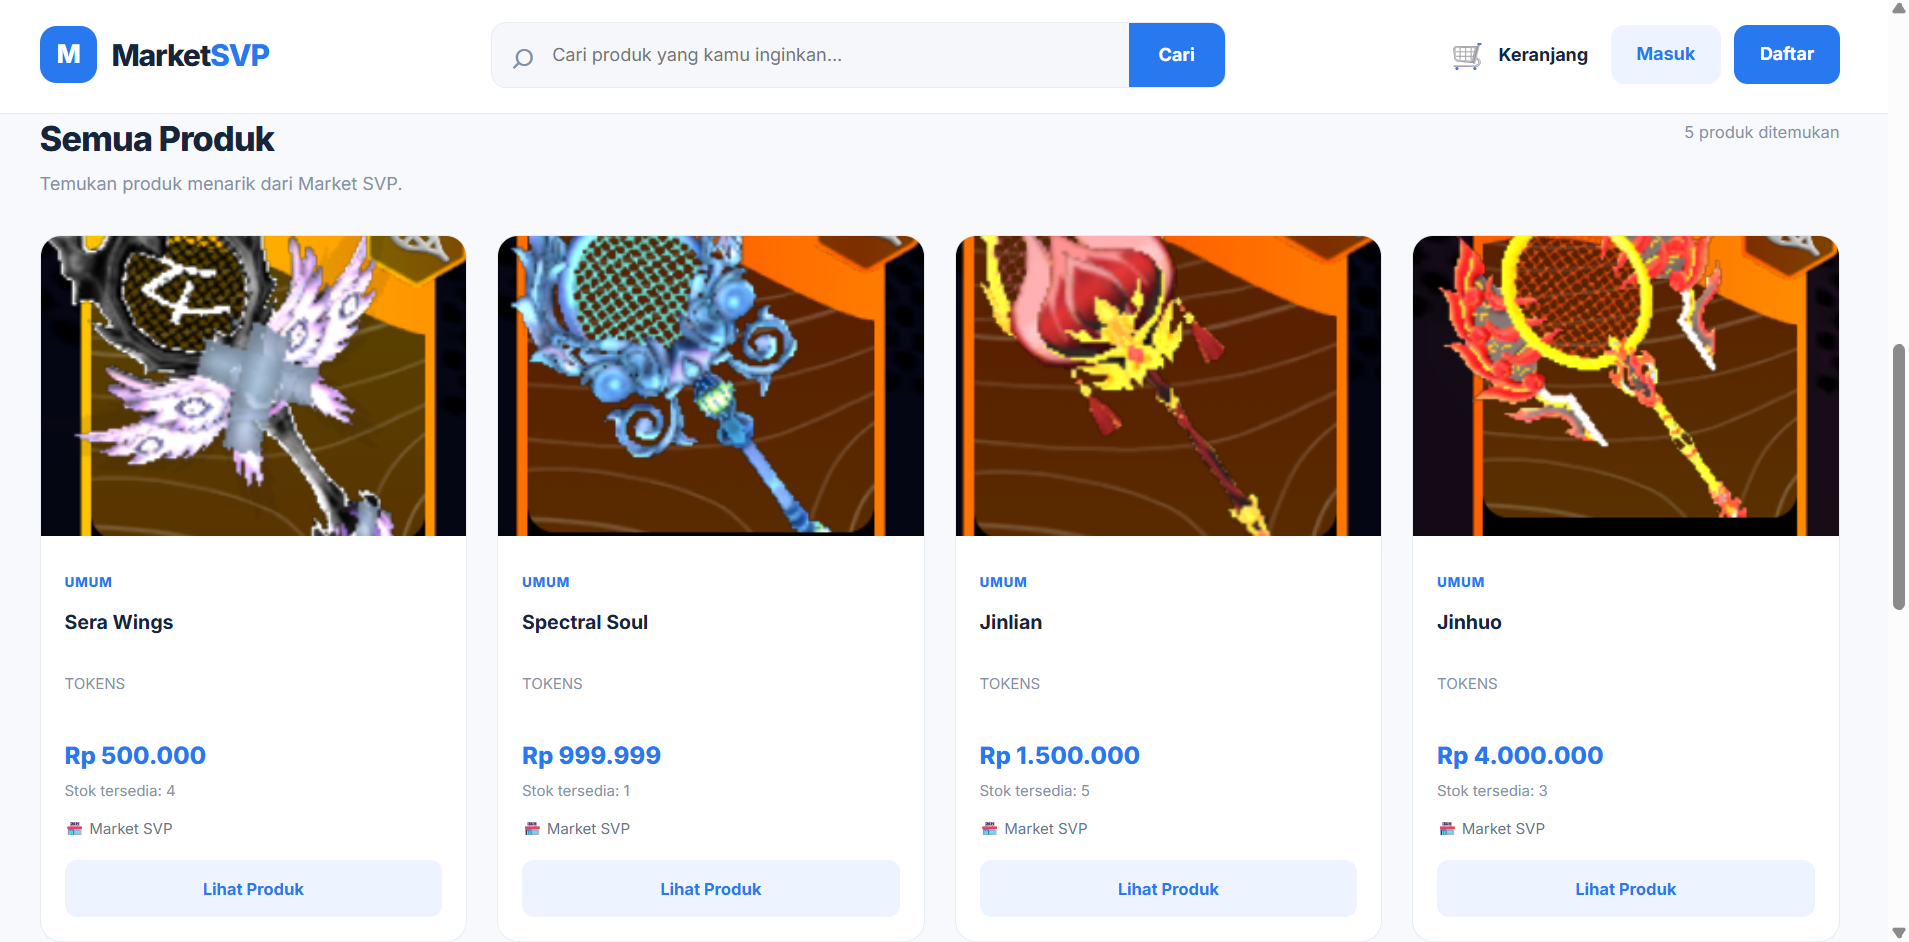 M MarketSVP
Cari produk yang kamu inginkan...
Cari
Keranjang
Masuk
Daftar
Semua Produk
5 produk ditemukan
Temukan produk menarik dari Market SVP.
UMUM
Sera Wings
TOKENS
Rp 500.000
Stok tersedia: 4
Market SVP
Lihat Produk
UMUM
Spectral Soul
TOKENS
Rp 999.999
Stok tersedia: 1
Market SVP
Lihat Produk
UMUM
Jinlian
TOKENS
Rp 1.500.000
Stok tersedia: 5
Market SVP
Lihat Produk
UMUM
Jinhuo
TOKENS
Rp 4.000.000
Stok tersedia: 3
Market SVP
Lihat Produk